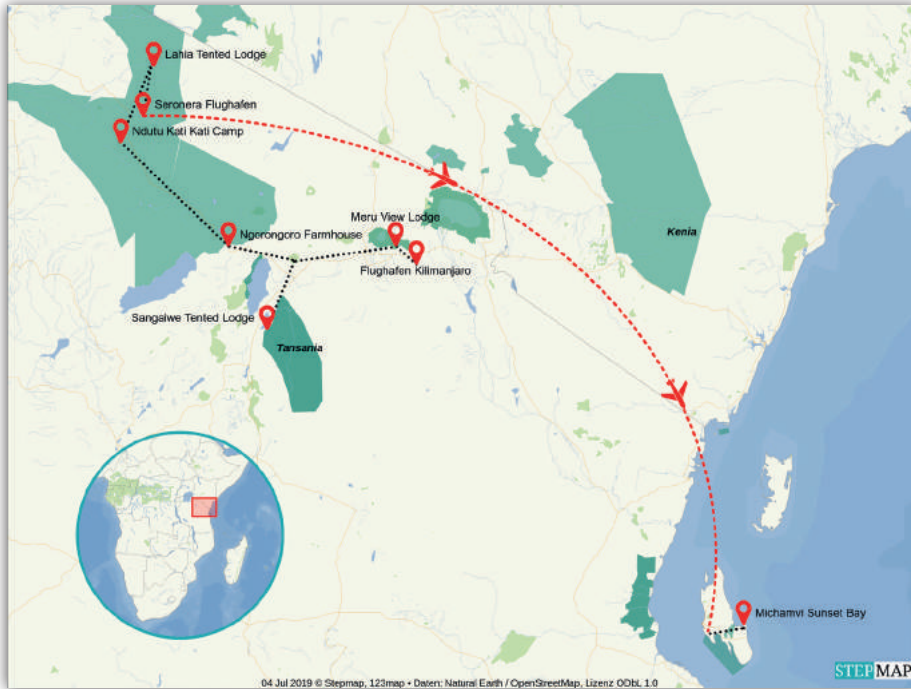 Lahia Tented Lodge
Seronera Flughafen
Ndutu Kati Kati Camp
Meru View Lodge
Ngorongoro Farmhouse
Kenia
Flughafen Kilimanjaro
Sangaiwe Tented Lodge
Tansania
Michamvi Sunset Bay
STEPMAP
04 Jul 2019 © Stepmap, 123map • Daten: Natural Earth / OpenStreetMap, Lizenz ODbL 1.0